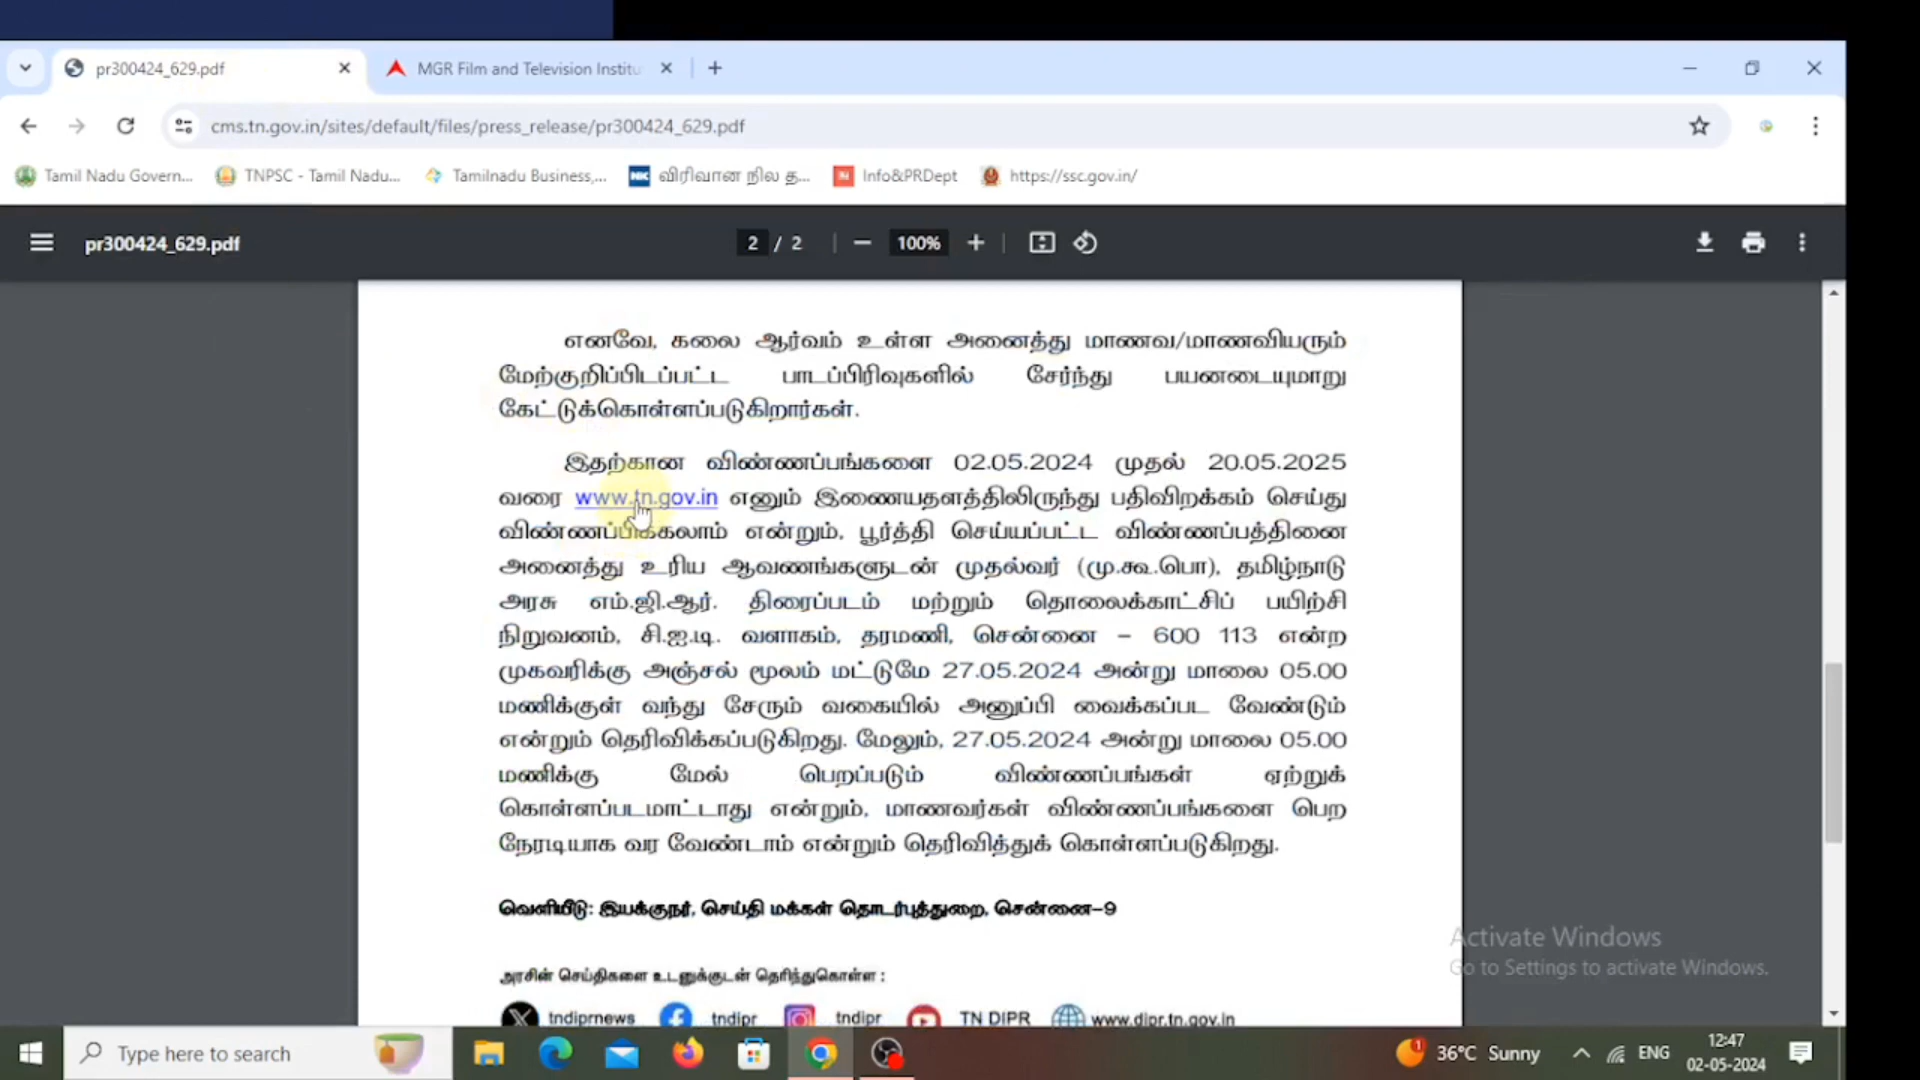 pr300424_629.pdf
MGR Film and Television Institu
cms.tn.gov.in/sites/default/files/press_release/pr300424_629.pdf
Tamil Nadu Govern... TNPSC - Tamil Nadu... Tamilnadu Business,... விரிவான நில த... Info&PRDept https://ssc.gov.in/
pr300424_629.pdf 2 / 2 100%
எனவே, கலை ஆர்வம் உள்ள அனைத்து மாணவ/மாணவியரும்
மேற்குறிப்பிடப்பட்ட பாடப்பிரிவுகளில் சேர்ந்து பயனடையுமாறு
கேட்டுக்கொள்ளப்படுகிறார்கள்.
இதற்கான விண்ணப்பங்களை 02.05.2024 முதல் 20.05.2025
வரை www.tn.gov.in எனும் இணையதளத்திலிருந்து பதிவிறக்கம் செய்து
விண்ணப்பிக்கலாம் என்றும், பூர்த்தி செய்யப்பட்ட விண்ணப்பத்தினை
அனைத்து உரிய ஆவணங்களுடன் முதல்வர் (மு.கூ.பொ), தமிழ்நாடு
அரசு எம்.ஜி.ஆர். திரைப்படம் மற்றும் தொலைக்காட்சிப் பயிற்சி
நிறுவனம், சி.ஐ.டி. வளாகம், தரமணி, சென்னை – 600 113 என்ற
முகவரிக்கு அஞ்சல் மூலம் மட்டுமே 27.05.2024 அன்று மாலை 05.00
மணிக்குள் வந்து சேரும் வகையில் அனுப்பி வைக்கப்பட வேண்டும்
என்றும் தெரிவிக்கப்படுகிறது. மேலும், 27.05.2024 அன்று மாலை 05.00
மணிக்கு மேல் பெறப்படும் விண்ணப்பங்கள் ஏற்றுக்
கொள்ளப்படமாட்டாது என்றும், மாணவர்கள் விண்ணப்பங்களை பெற
நேரடியாக வர வேண்டாம் என்றும் தெரிவித்துக் கொள்ளப்படுகிறது.
வெளியீடு: இயக்குநர், செய்தி மக்கள் தொடர்புத்துறை, சென்னை-9
அரசின் செய்திகளை உடனுக்குடன் தெரிந்துகொள்ள :
tndiprnews tndipr tndipr TN DIPR www.dipr.tn.gov.in
Activate Windows
Go to Settings to activate Windows.
Type here to search 1 36°C Sunny ENG 12:47
02-05-2024